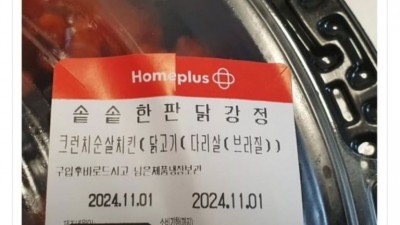 Homeplus
솥솥한판닭강정
크런치순살치킨(닭고기(다리살(브라질))
구입후바로드시고 남은제품냉장보관
2024.11.01 2024.11.01